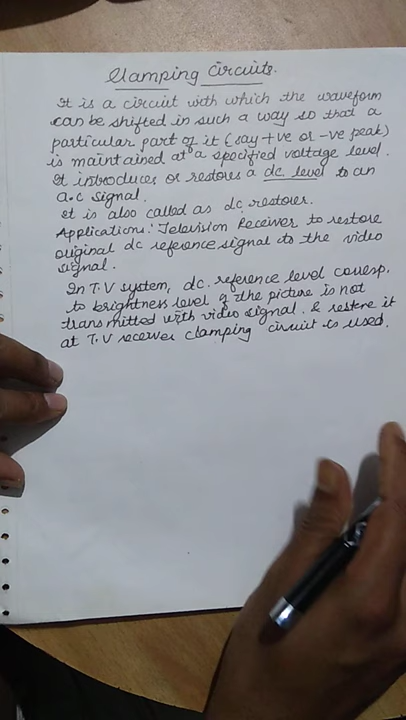 Clamping Circuits.
It is a circuit with which the waveform
can be shifted in such a way so that a
particular part of it (say +ve or -ve peak)
is maintained at a specified voltage level.
It introduces or restores a dc level to an
a.c signal.
It is also called as dc restorer.
Applications: Television Receiver to restore
original dc reference signal to the video
signal.
In T.V system, dc. reference level corresp.
to brightness level of the picture is not
transmitted with video signal. & restore it
at T.V receiver clamping circuit is used.